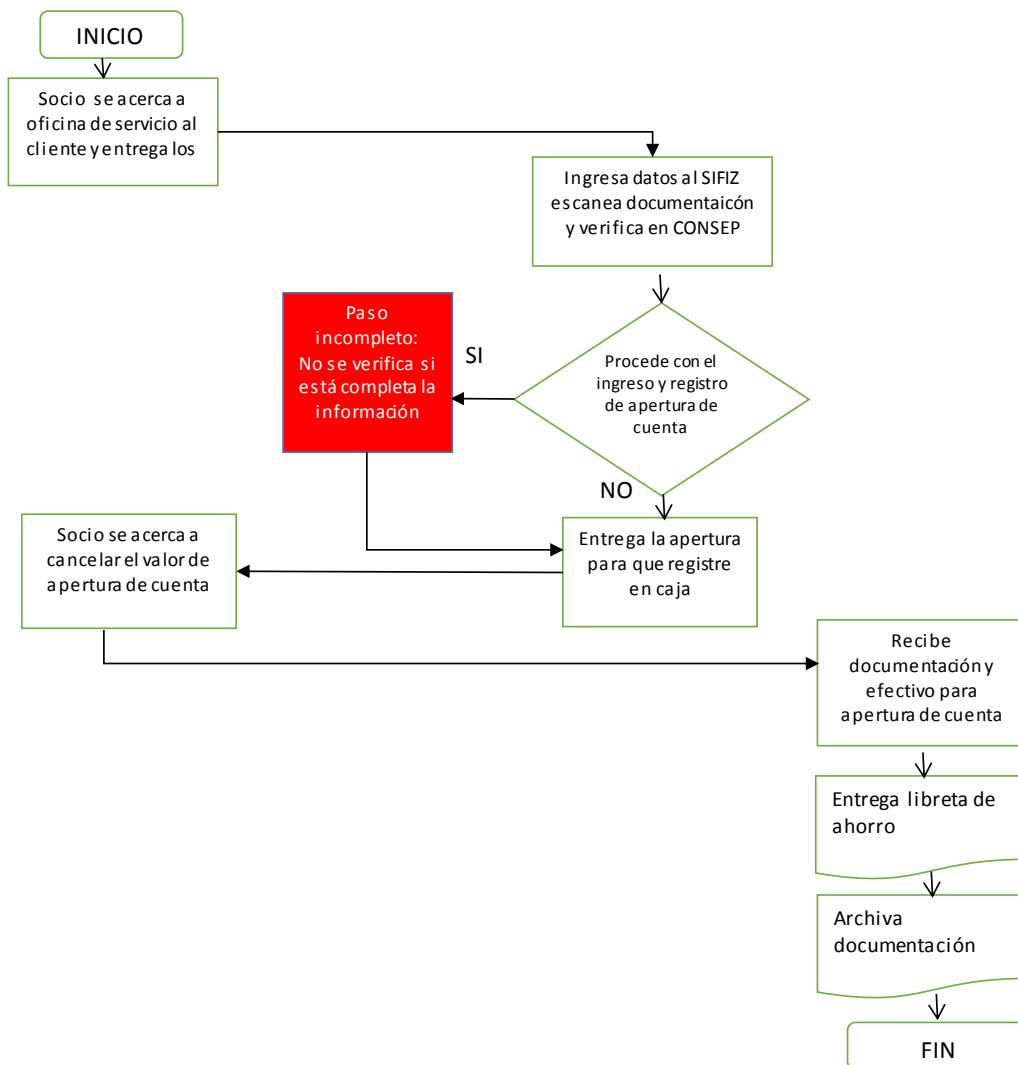 INICIO
Socio se acerca a
oficina de servicio al
cliente y entrega los
Ingresa datos al SIFIZ
escanea documentaicón
y verifica en CONSEP
Paso
incompleto:
No se verifica si
está completa la
información
SI
Procede con el
ingreso y registro
de apertura de
cuenta
NO
Entrega la apertura
para que registre
en caja
Socio se acerca a
cancelar el valor de
apertura de cuenta
Recibe
documentación y
efectivo para
apertura de cuenta
Entrega libreta de
ahorro
Archiva
documentación
FIN